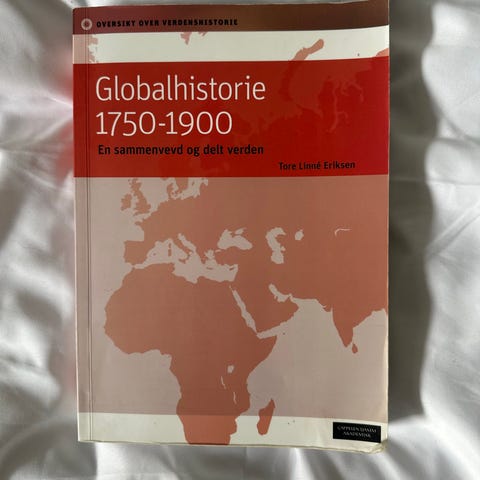 OVERSIKT OVER VERDENSHISTORIE
Globalhistorie
1750-1900
En sammenvevd og delt verden
Tore Linné Eriksen
CAPPELEN DAMM
AKADEMISK